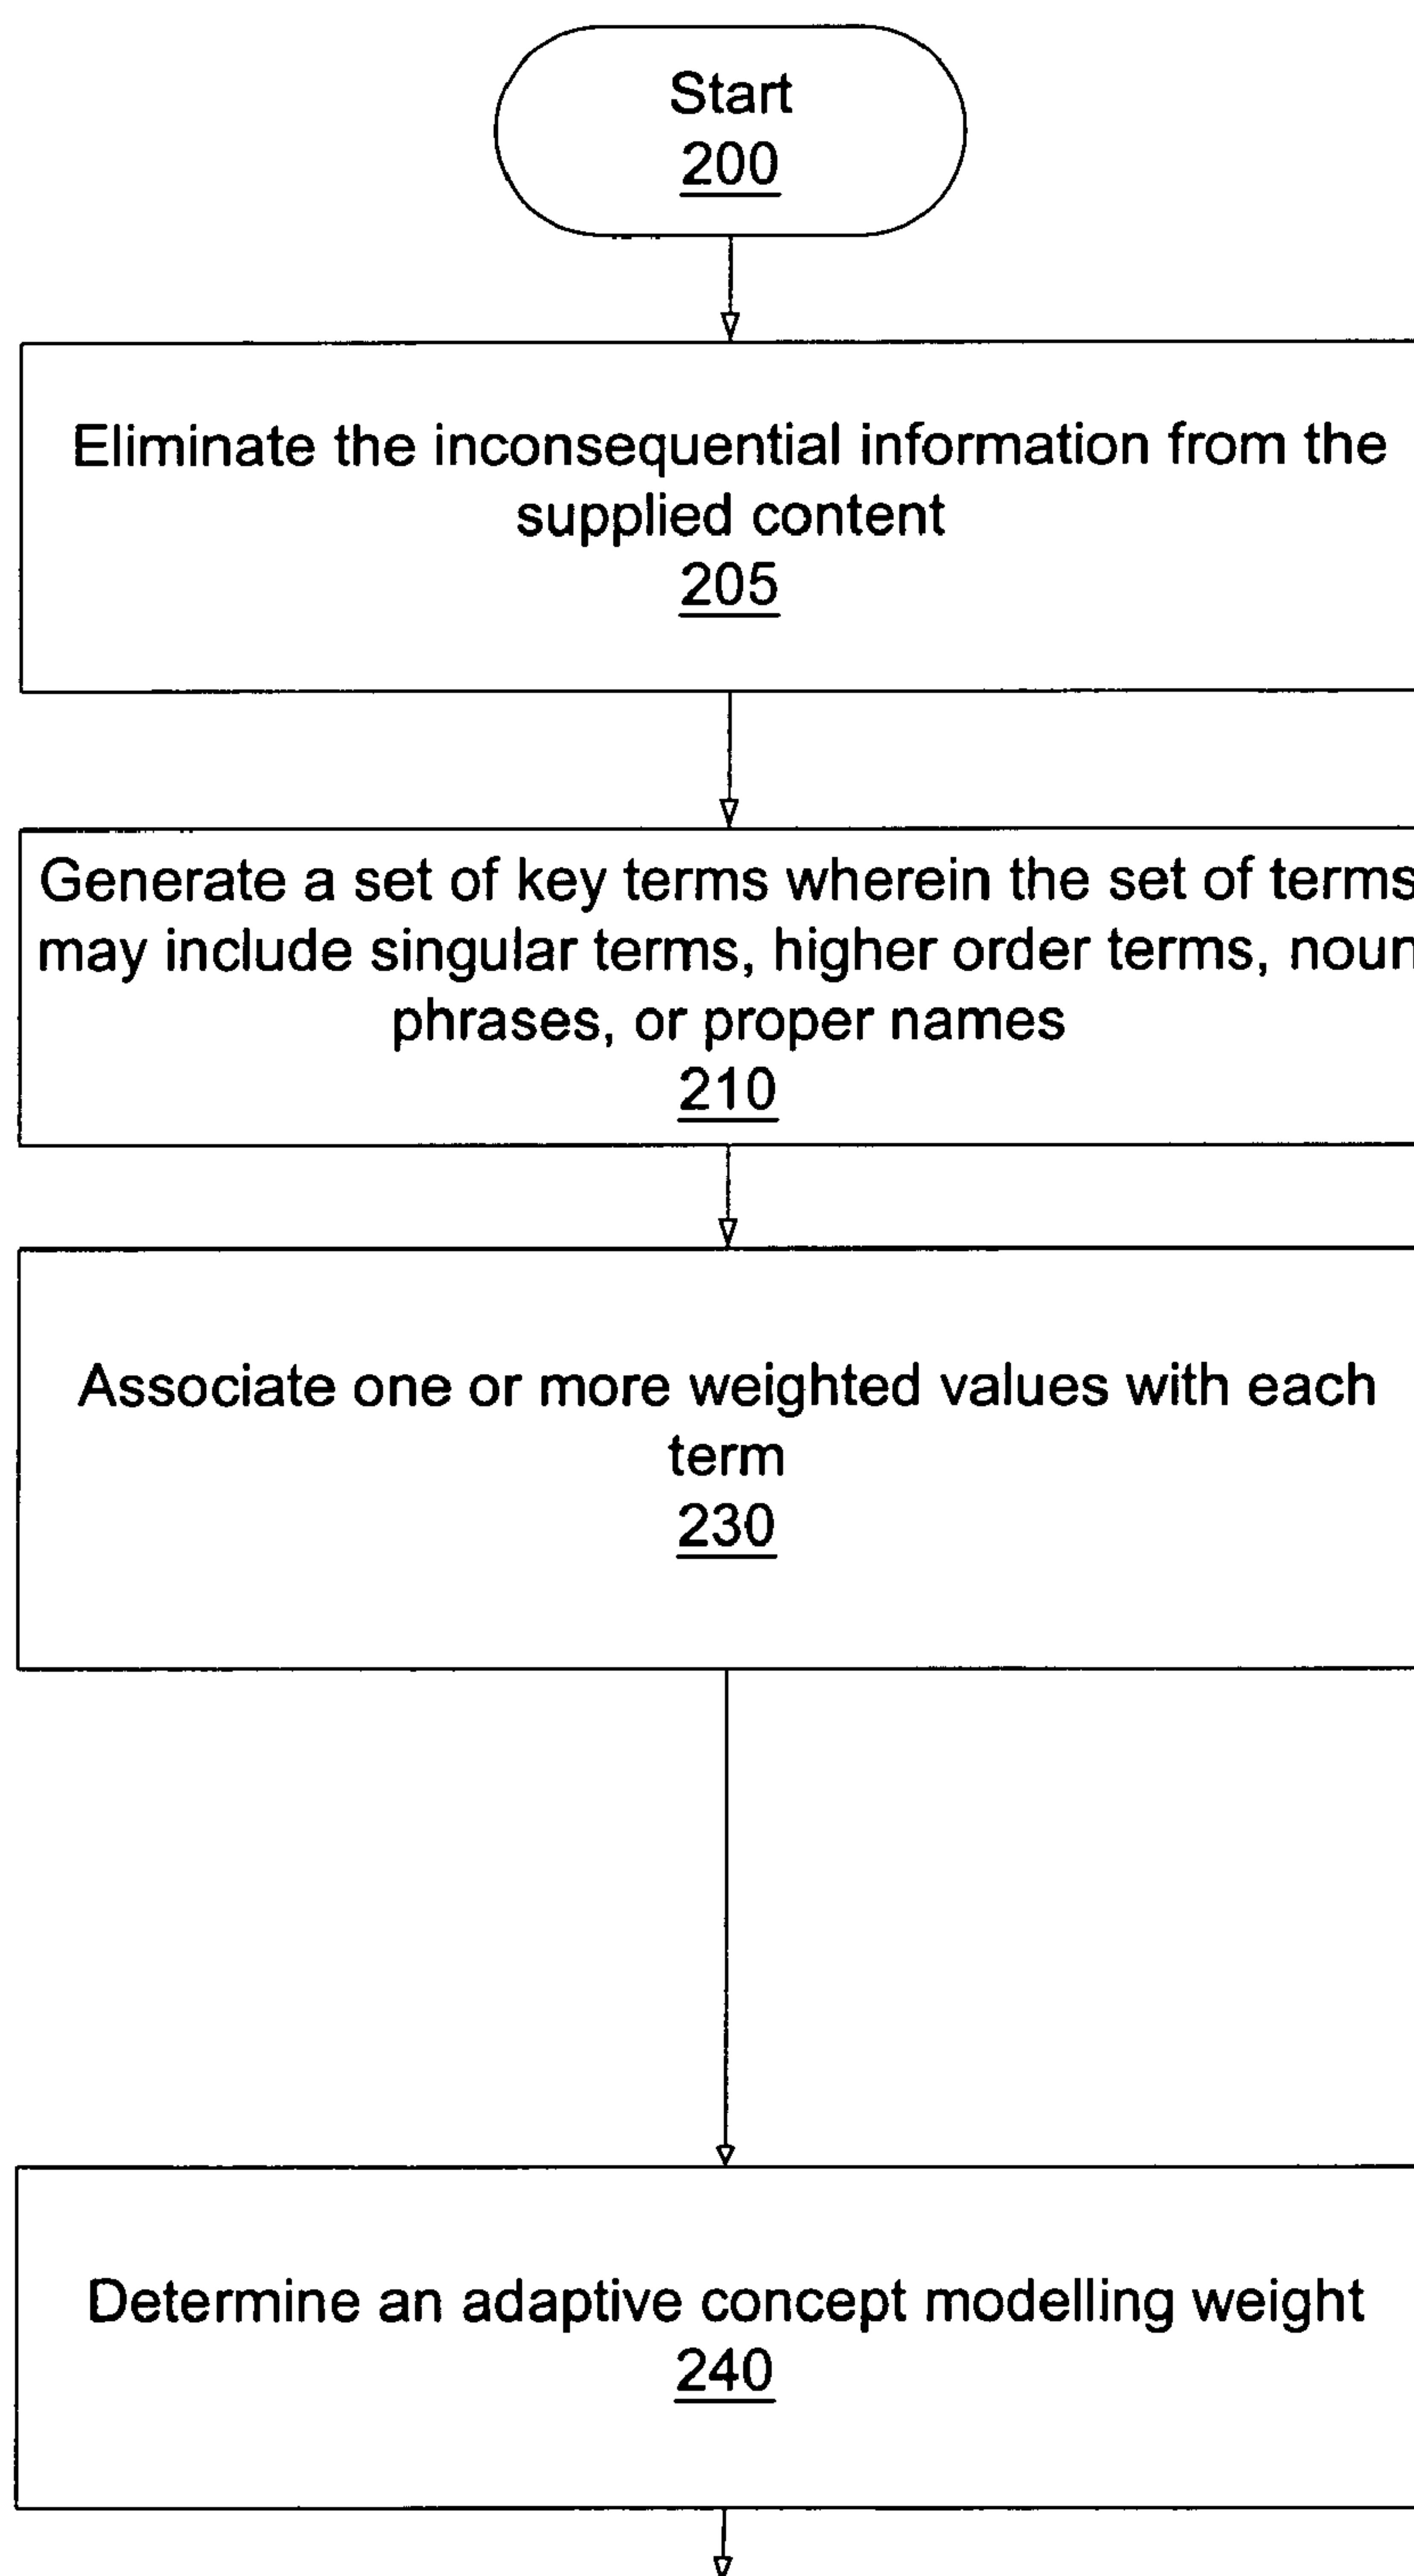 Start
200
Eliminate the inconsequential information from the
supplied content
205
Generate a set of key terms wherein the set of terms
may include singular terms, higher order terms, noun
phrases, or proper names
210
Associate one or more weighted values with each
term
230
Determine an adaptive concept modelling weight
240